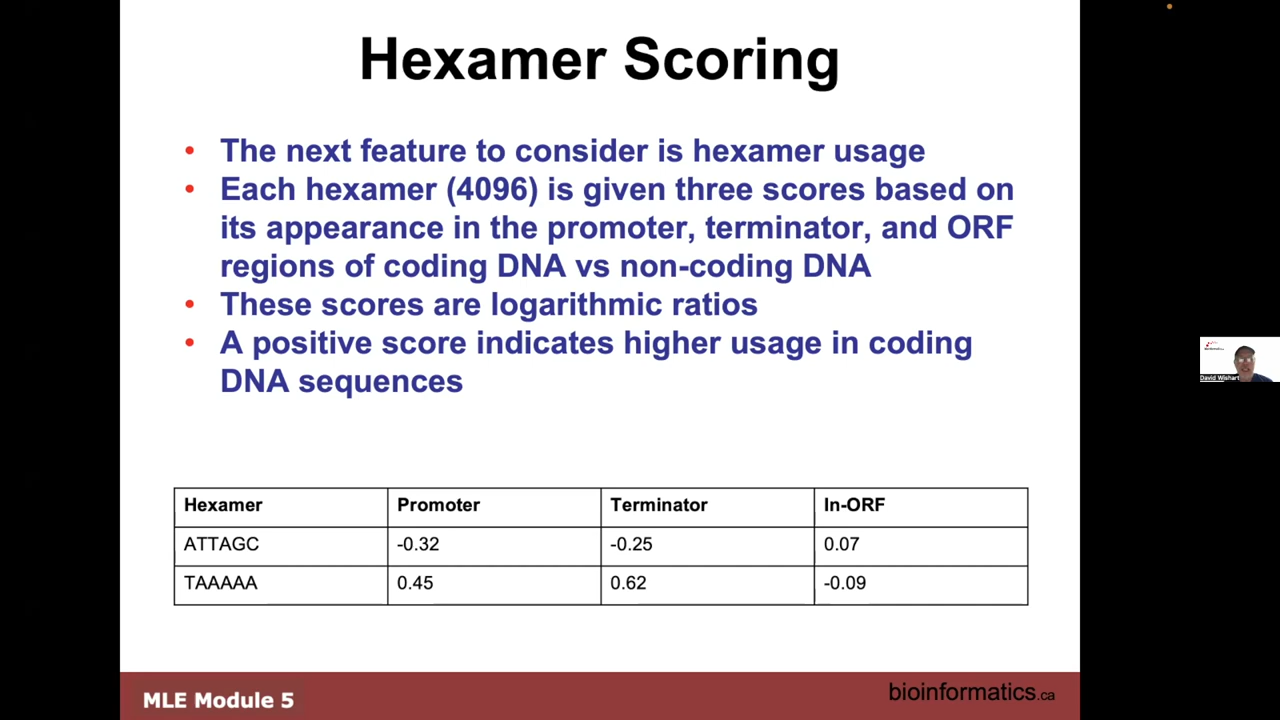 Hexamer Scoring
• The next feature to consider is hexamer usage
• Each hexamer (4096) is given three scores based on
its appearance in the promoter, terminator, and ORF
regions of coding DNA vs non-coding DNA
• These scores are logarithmic ratios
• A positive score indicates higher usage in coding
DNA sequences
Hexamer Promoter Terminator In-ORF
ATTAGC -0.32 -0.25 0.07
TAAAAA 0.45 0.62 -0.09
David Wishart
MLE Module 5
bioinformatics.ca